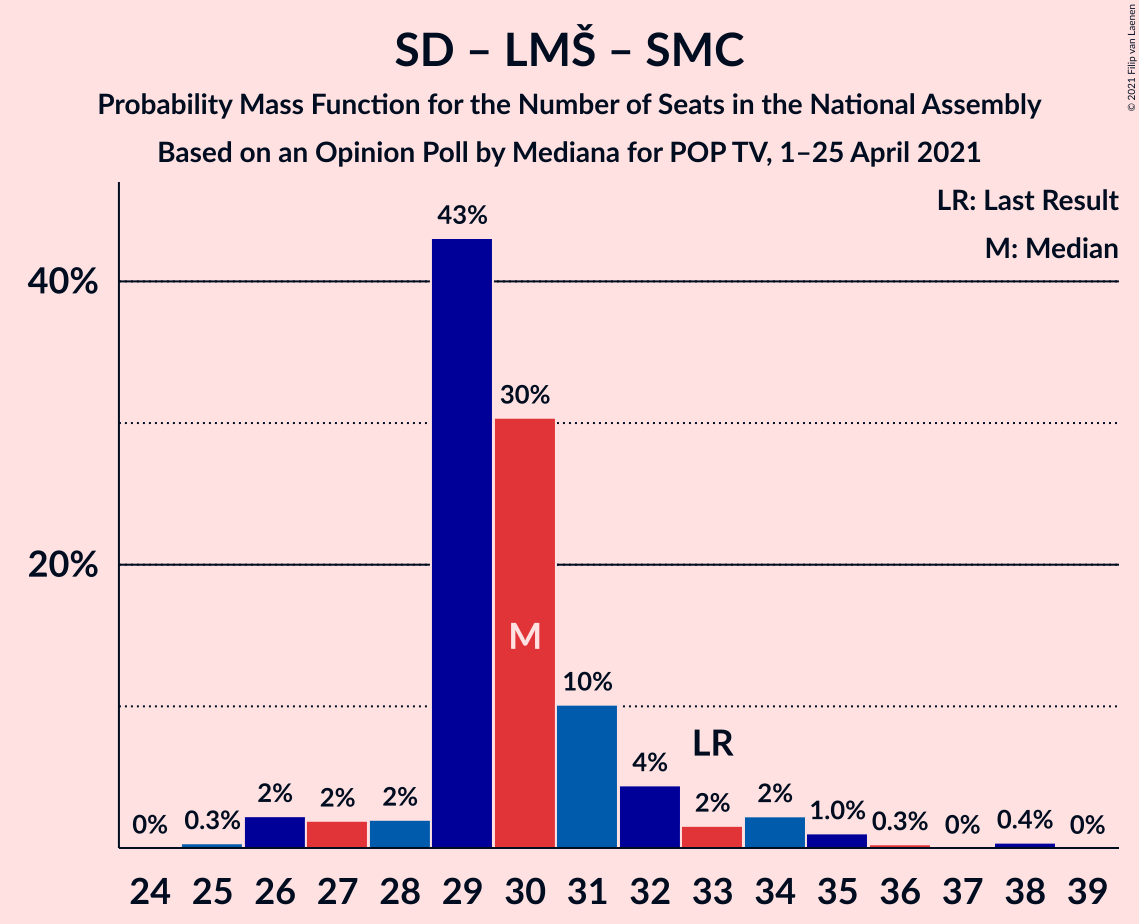 SD – LMŠ – SMC
Probability Mass Function for the Number of Seats in the National Assembly
Based on an Opinion Poll by Mediana for POP TV, 1–25 April 2021
© 2021 Filip van Laenen
LR: Last Result
M: Median
40%
20%
0%
0.3%
2%
2%
2%
43%
30%
10%
4%
2%
2%
1.0%
0.3%
0%
0.4%
0%
M
LR
24 25 26 27 28 29 30 31 32 33 34 35 36 37 38 39